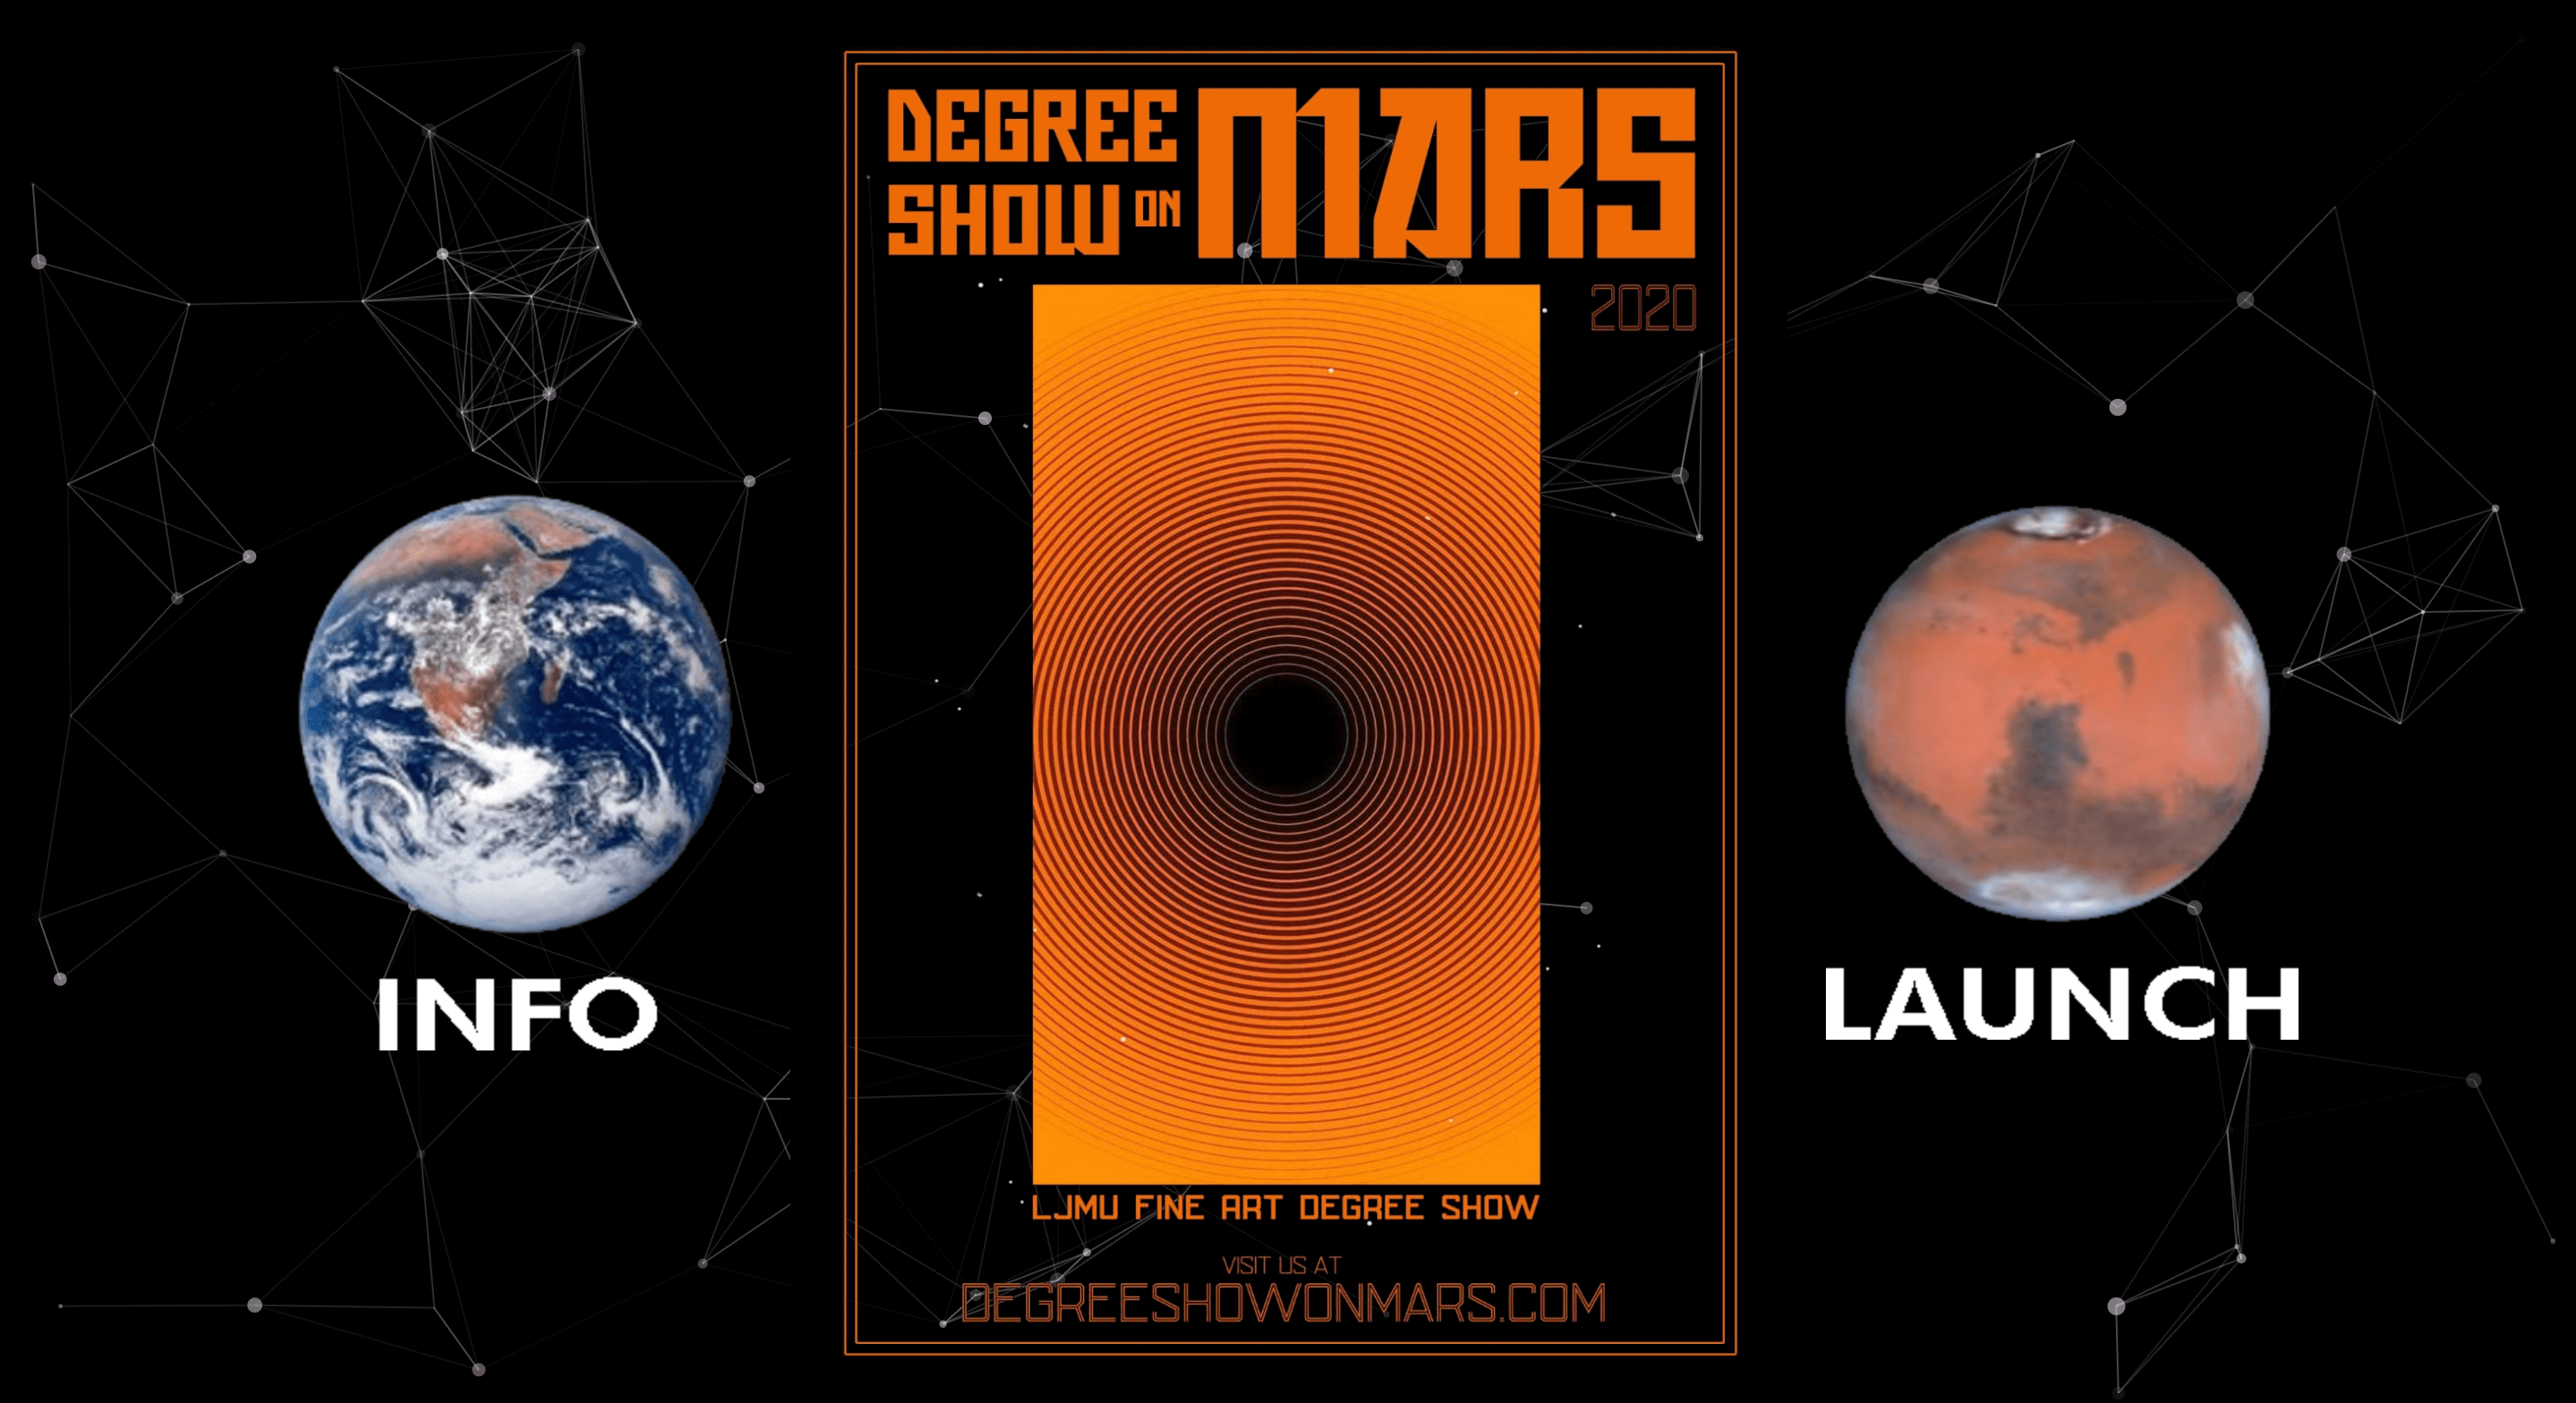 DEGREE
SHOW ON MARS
2020
LJMU FINE ART DEGREE SHOW
VISIT US AT
DEGREESHOWONMARS.COM
INFO
LAUNCH